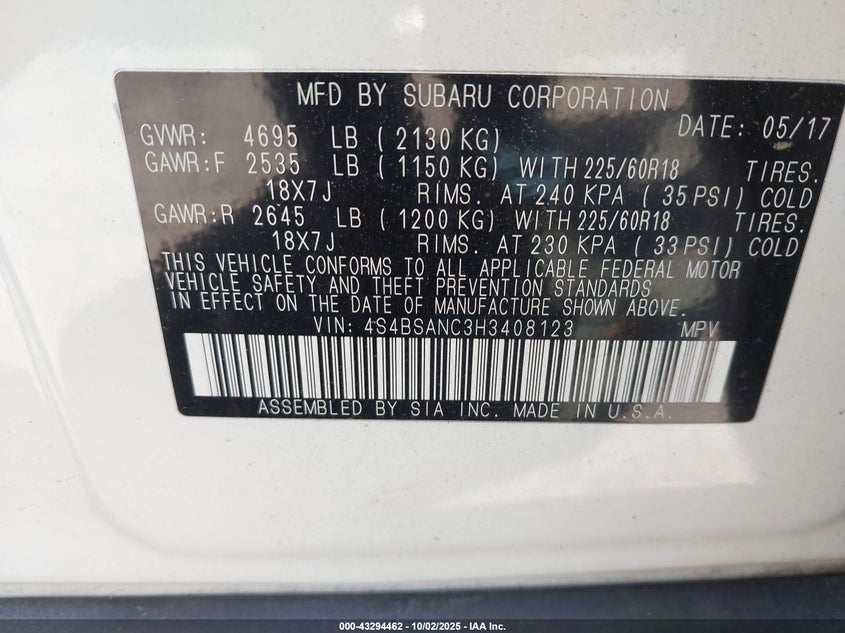 MFD BY SUBARU CORPORATION
DATE: 05/17
GVWR: 4695 LB ( 2130 KG)
GAWR:F 2535 LB ( 1150 KG) WITH 225/60R18 TIRES.
18X7J RIMS. AT 240 KPA ( 35 PSI) COLD
GAWR:R 2645 LB ( 1200 KG) WITH 225/60R18 TIRES.
18X7J RIMS. AT 230 KPA ( 33 PSI) COLD
THIS VEHICLE CONFORMS TO ALL APPLICABLE FEDERAL MOTOR
VEHICLE SAFETY AND THEFT PREVENTION STANDARDS
IN EFFECT ON THE DATE OF MANUFACTURE SHOWN ABOVE.
VIN: 4S4BSANC3H3408123 MPV
ASSEMBLED BY SIA INC. MADE IN U.S.A.
000-43294462 - 10/02/2025 - IAA Inc.